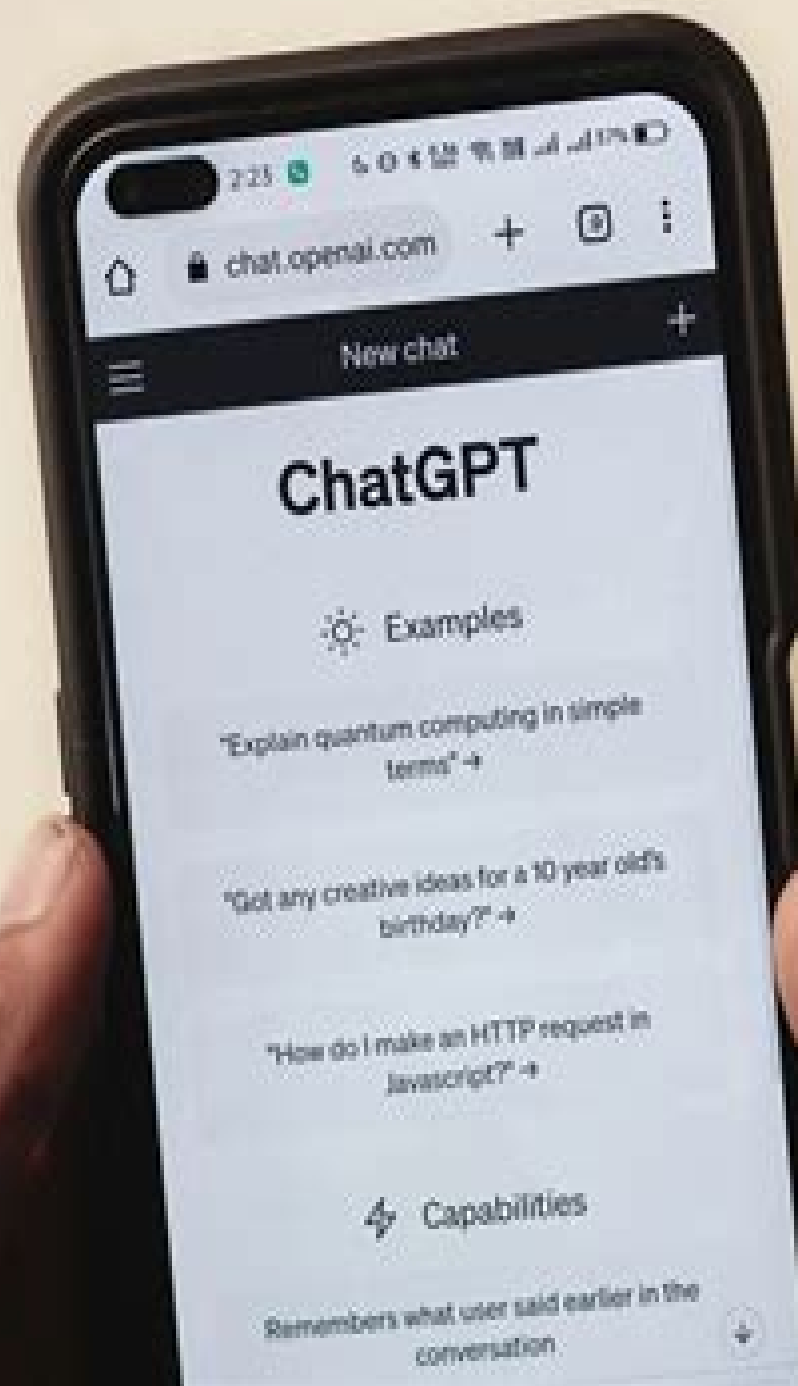 2:23
chat.openai.com
New chat
ChatGPT
Examples
"Explain quantum computing in simple
terms" →
"Got any creative ideas for a 10 year old's
birthday?" →
"How do I make an HTTP request in
Javascript?" →
Capabilities
Remembers what user said earlier in the
conversation